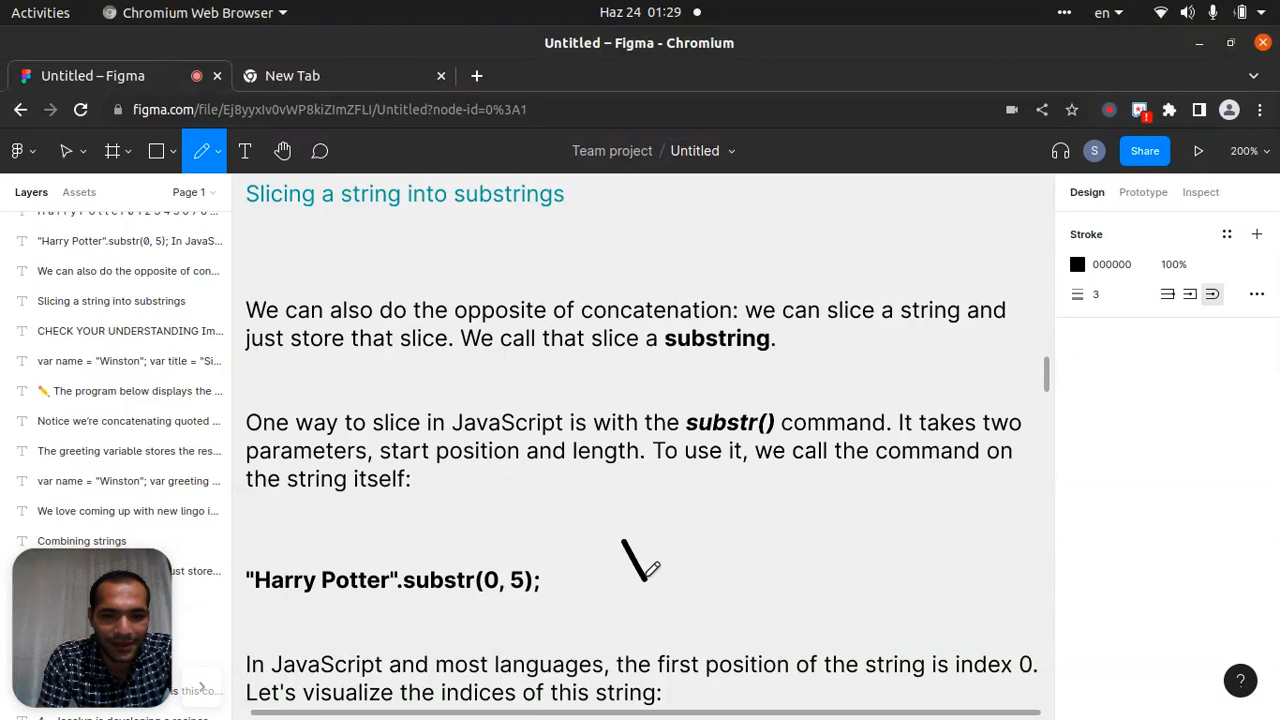 Activities
Chromium Web Browser
Haz 24 01:29
en
Untitled – Figma - Chromium
Untitled – Figma
New Tab
figma.com/file/Ej8yyxIv0vWP8kiZImZFLI/Untitled?node-id=0%3A1
Team project / Untitled
S
Share
200%
Layers
Assets
Page 1
Design
Prototype
Inspect
"Harry Potter".substr(0, 5); In JavaS...
We can also do the opposite of con...
Slicing a string into substrings
CHECK YOUR UNDERSTANDING Im...
var name = "Winston"; var title = "Si...
✏️ The program below displays the ...
Notice we're concatenating quoted ...
The greeting variable stores the res...
var name = "Winston"; var greeting ...
We love coming up with new lingo i...
Combining strings
Stroke
000000
100%
3
Slicing a string into substrings
We can also do the opposite of concatenation: we can slice a string and
just store that slice. We call that slice a substring.
One way to slice in JavaScript is with the substr() command. It takes two
parameters, start position and length. To use it, we call the command on
the string itself:
"Harry Potter".substr(0, 5);
In JavaScript and most languages, the first position of the string is index 0.
Let's visualize the indices of this string:
?